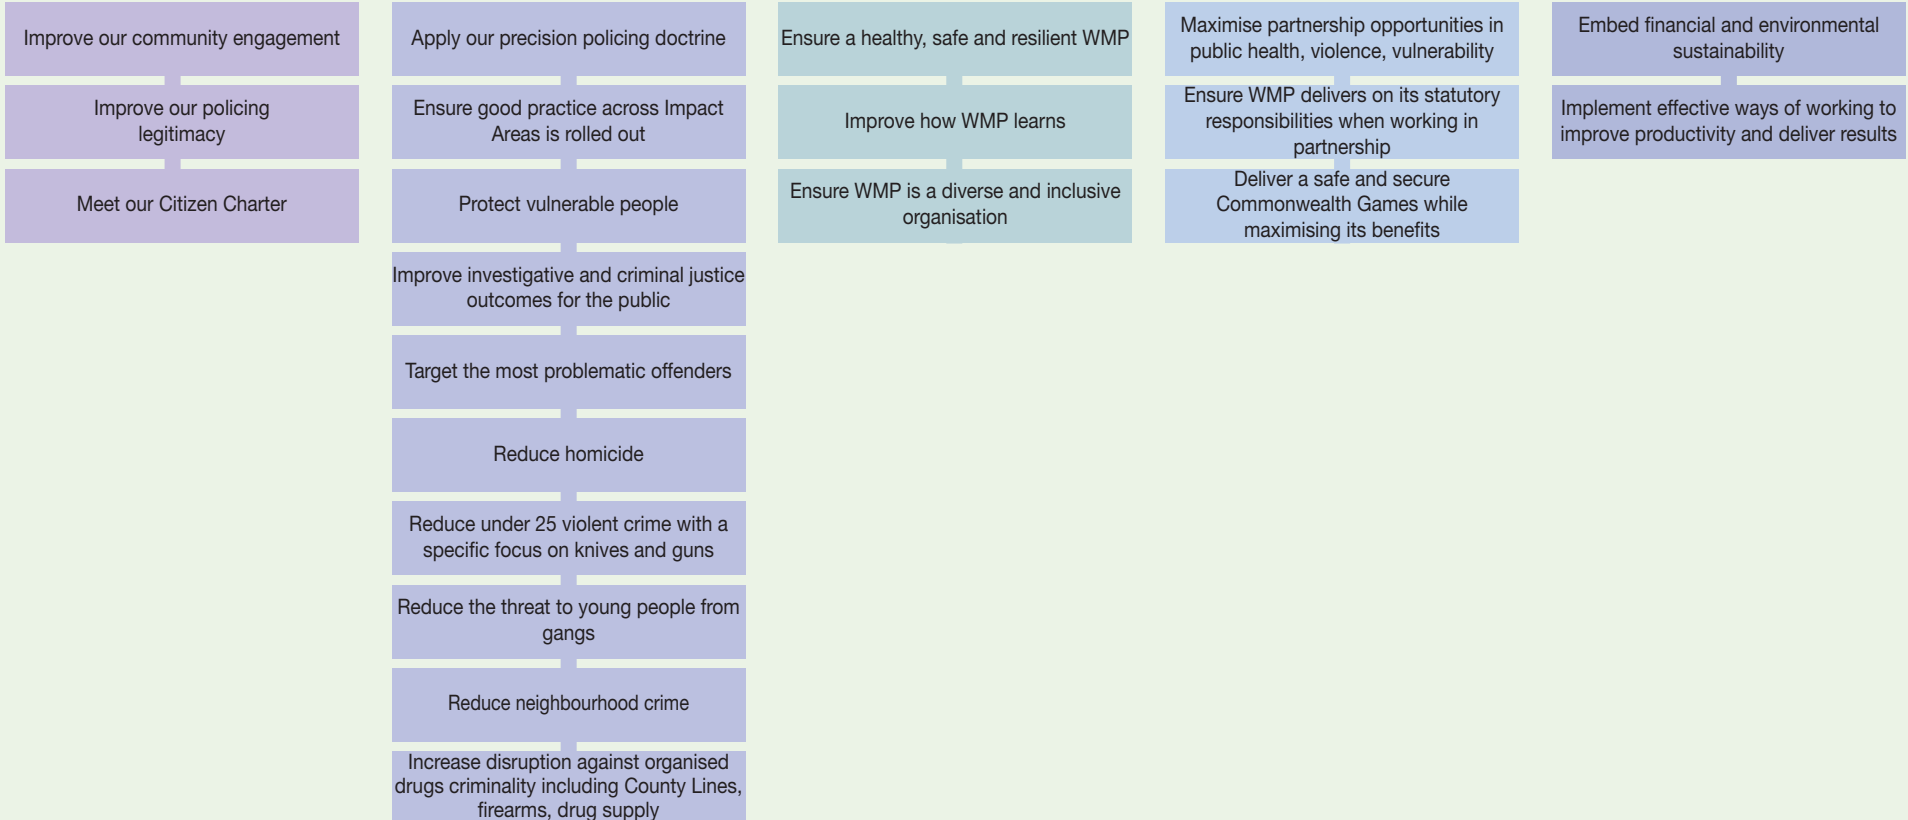 Improve our community engagement
Improve our policing
legitimacy
Meet our Citizen Charter
Apply our precision policing doctrine
Ensure good practice across Impact
Areas is rolled out
Protect vulnerable people
Improve investigative and criminal justice
outcomes for the public
Target the most problematic offenders
Reduce homicide
Reduce under 25 violent crime with a
specific focus on knives and guns
Reduce the threat to young people from
gangs
Reduce neighbourhood crime
Increase disruption against organised
drugs criminality including County Lines,
firearms, drug supply
Ensure a healthy, safe and resilient WMP
Improve how WMP learns
Ensure WMP is a diverse and inclusive
organisation
Maximise partnership opportunities in
public health, violence, vulnerability
Ensure WMP delivers on its statutory
responsibilities when working in
partnership
Deliver a safe and secure
Commonwealth Games while
maximising its benefits
Embed financial and environmental
sustainability
Implement effective ways of working to
improve productivity and deliver results